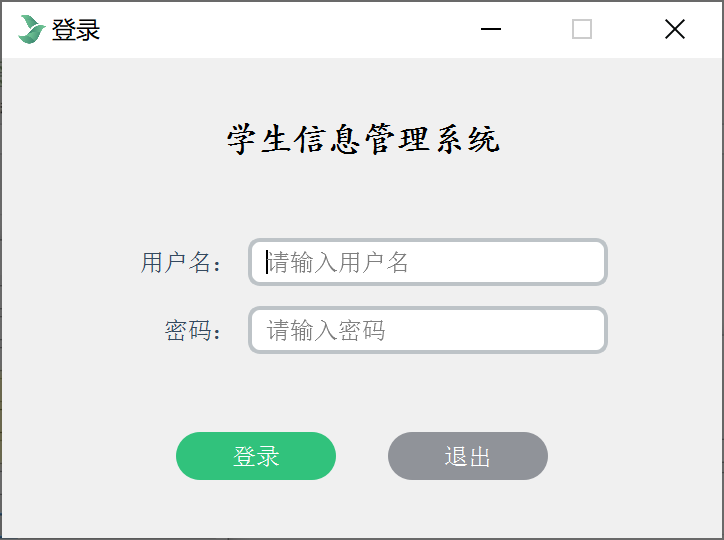 登录
学生信息管理系统
用户名： 请输入用户名
密码： 请输入密码
登录 退出